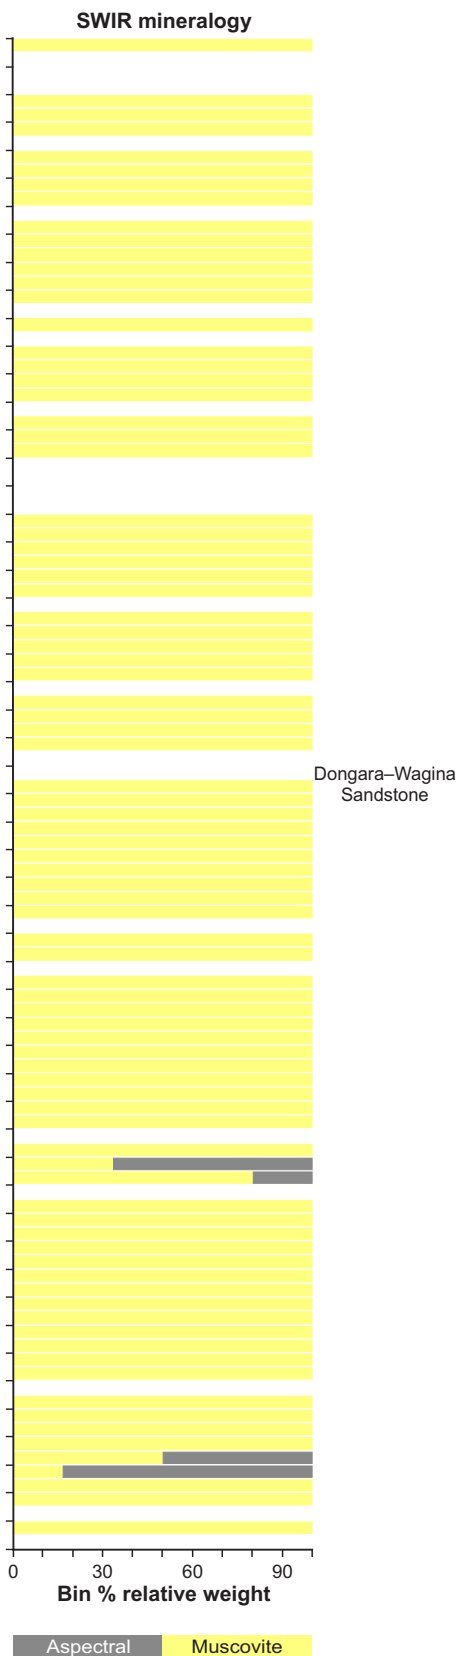 SWIR mineralogy
Dongara–Wagina
Sandstone
0 30 60 90
Bin % relative weight
Aspectral Muscovite